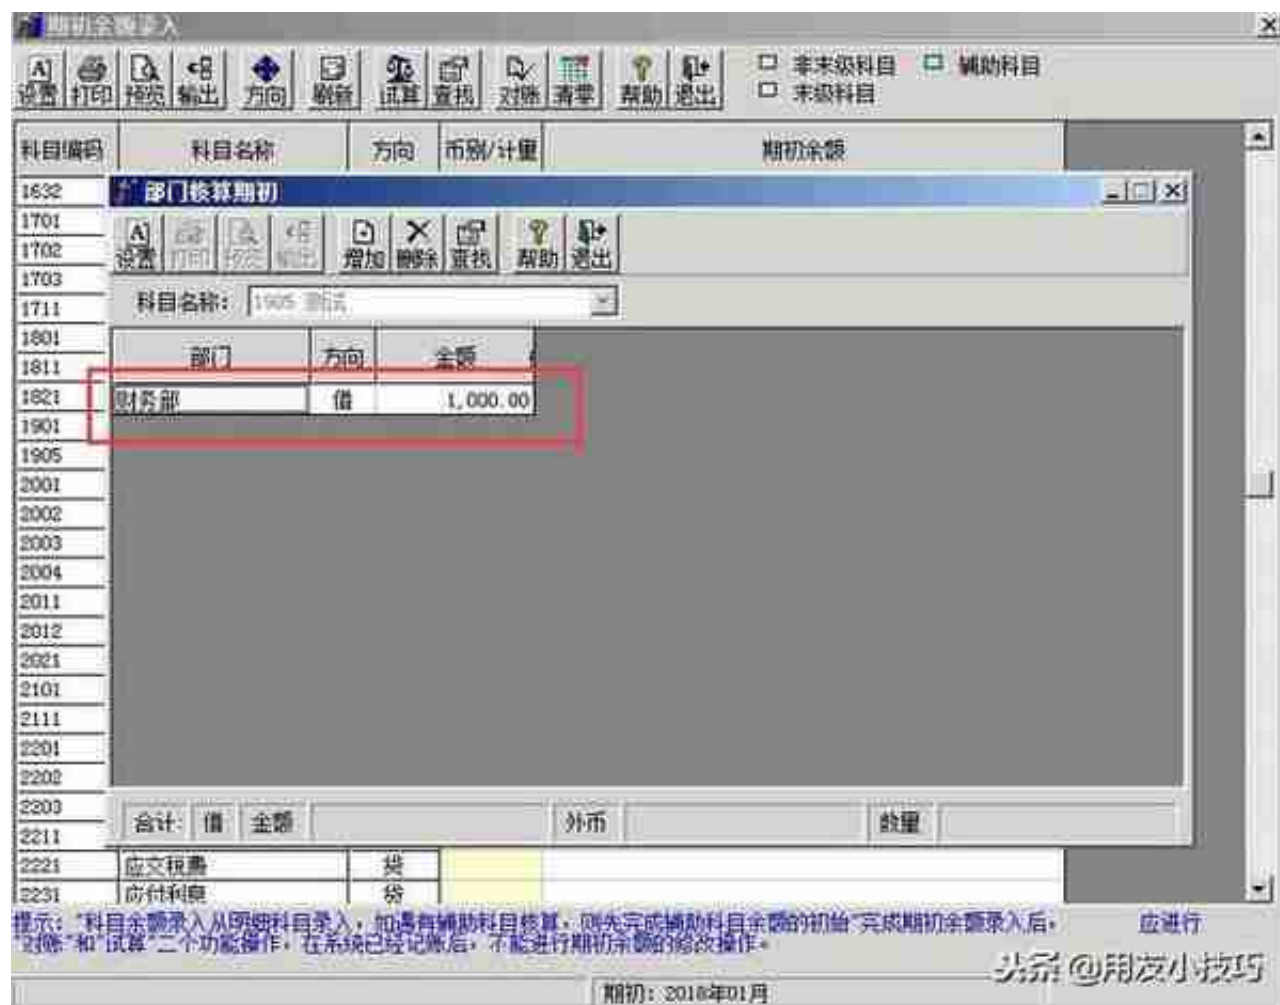 期初余额录入
设置 打印 预览 输出 方向 刷新 试算 查找 对账 清零 帮助 退出 非末级科目 辅助科目
末级科目
科目编码 科目名称 方向 币别/计量 期初余额
1632
部门核算期初
1701
1702
设置 打印 预览 输出 增加 删除 查找 帮助 退出
1703
1711
科目名称: 1905 测试
1801
1811
部门 方向 金额
1821
财务部 借 1,000.00
1901
1905
2001
2002
2003
2004
2011
2012
2021
2101
2111
2201
2202
2203
合计: 借 金额 外币 数量
2211
2221 应交税费 贷
2231 应付利息 贷
提示: "科目余额录入从明细科目录入,如遇有辅助科目核算,则先完成辅助科目余额的初始"完成期初余额录入后, 应进行
"对账"和"试算"二个功能操作,在系统已经记账后,不能进行期初余额的修改操作。
头条 @用友小技巧
期初: 2018年01月